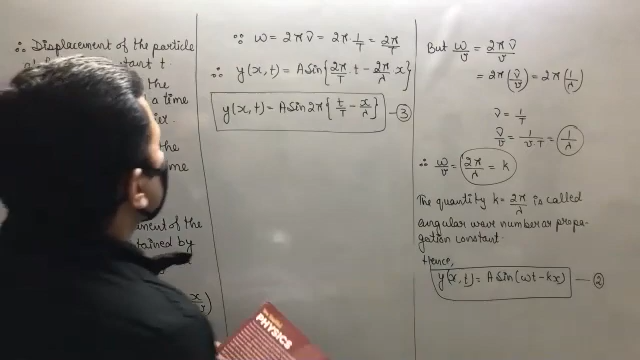 ∴ Displacement of the particle
instant t.
the
a time
the
time
ment of the
tained by
x/v)
∵ ω = 2πν = 2π·1/T = 2π/T
∴ y(x,t) = A sin{2π/T t − 2π/λ x}
y(x,t) = A sin 2π{t/T − x/λ} — ③
PHYSICS
But ω/v = 2πν/v
= 2π(ν/v) = 2π(1/λ)
ν = 1/T
ν/v = 1/v·T = 1/λ
∴ ω/v = 2π/λ = k
The quantity k = 2π/λ is called
angular wave number or propa-
gation constant.
Hence,
y(x,t) = A sin(ωt − kx) — ②